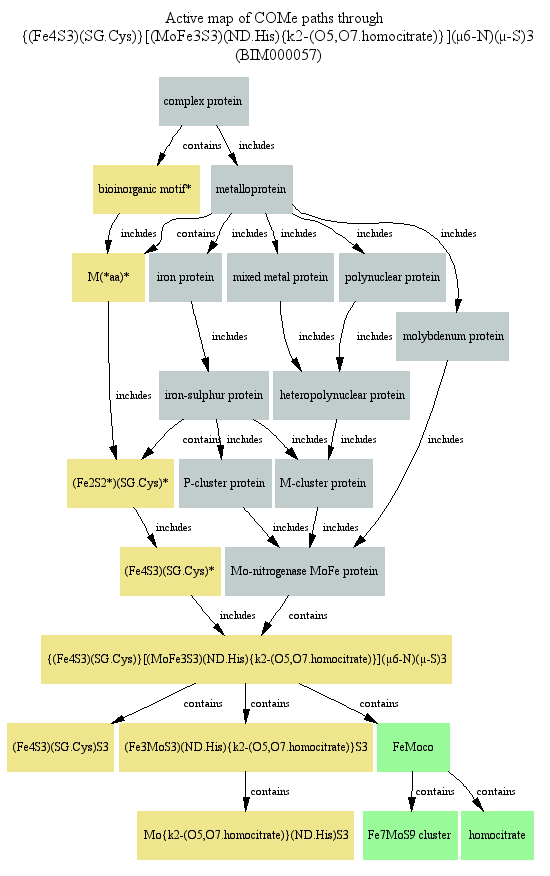 Active map of COMe paths through
{(Fe4S3)(SG.Cys)}[(MoFe3S3)(ND.His){k2-(O5,O7.homocitrate)}](μ6-N)(μ-S)3
(BIM000057)
complex protein
contains
includes
bioinorganic motif*
metalloprotein
includes
contains
includes
includes
includes
includes
M(*aa)*
iron protein
mixed metal protein
polynuclear protein
molybdenum protein
includes
includes
includes
iron-sulphur protein
heteropolynuclear protein
includes
contains
includes
includes
includes
includes
(Fe2S2*)(SG.Cys)*
P-cluster protein
M-cluster protein
includes
includes
includes
(Fe4S3)(SG.Cys)*
Mo-nitrogenase MoFe protein
includes
contains
{(Fe4S3)(SG.Cys)}[(MoFe3S3)(ND.His){k2-(O5,O7.homocitrate)}](μ6-N)(μ-S)3
contains
contains
contains
(Fe4S3)(SG.Cys)S3
(Fe3MoS3)(ND.His){k2-(O5,O7.homocitrate)}S3
FeMoco
contains
contains
contains
Mo{k2-(O5,O7.homocitrate)}(ND.His)S3
Fe7MoS9 cluster
homocitrate